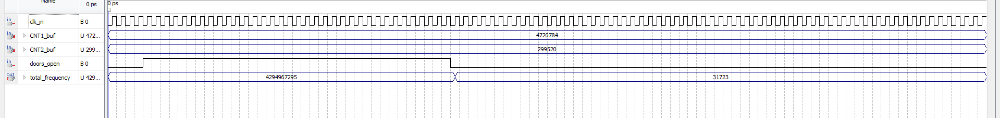 Name 0 ps 0 ps
in clk_in B 0
in CNT1_buf U 472... 4720784
in CNT2_buf U 299... 299520
in doors_open B 0
out total_frequency U 429... 4294967295 31723